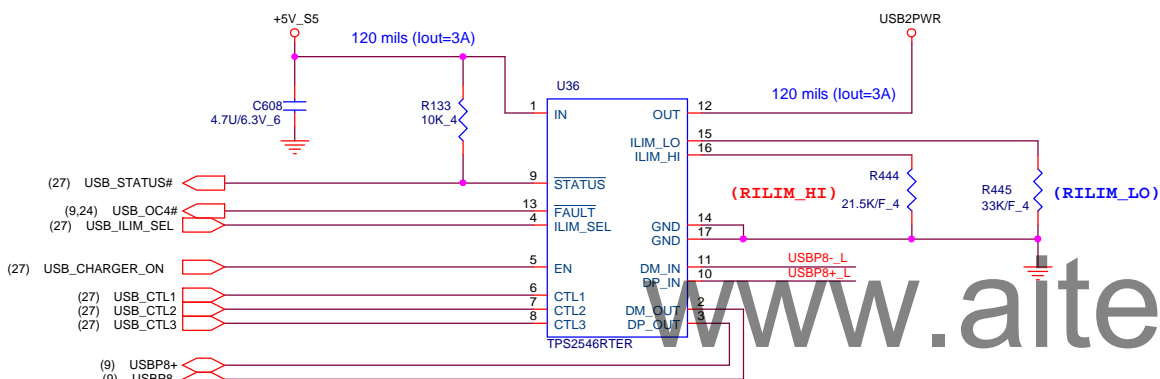 +5V_S5
USB2PWR
120 mils (Iout=3A)
U36
C608
4.7U/6.3V_6
R133
10K_4
120 mils (Iout=3A)
1
IN
OUT
12
ILIM_LO
15
ILIM_HI
16
R444
21.5K/F_4
(RILIM_HI)
R445
33K/F_4
(RILIM_LO)
(27) USB_STATUS#
9
STATUS
(9,24) USB_OC4#
13
FAULT
(27) USB_ILIM_SEL
4
ILIM_SEL
GND
14
GND
17
(27) USB_CHARGER_ON
5
EN
DM_IN
11
USBP8-_L
DP_IN
10
USBP8+_L
(27) USB_CTL1
6
CTL1
(27) USB_CTL2
7
CTL2
DM_OUT
2
(27) USB_CTL3
8
CTL3
DP_OUT
3
www.aite
TPS2546RTER
(9) USBP8+
(9) USBP8-